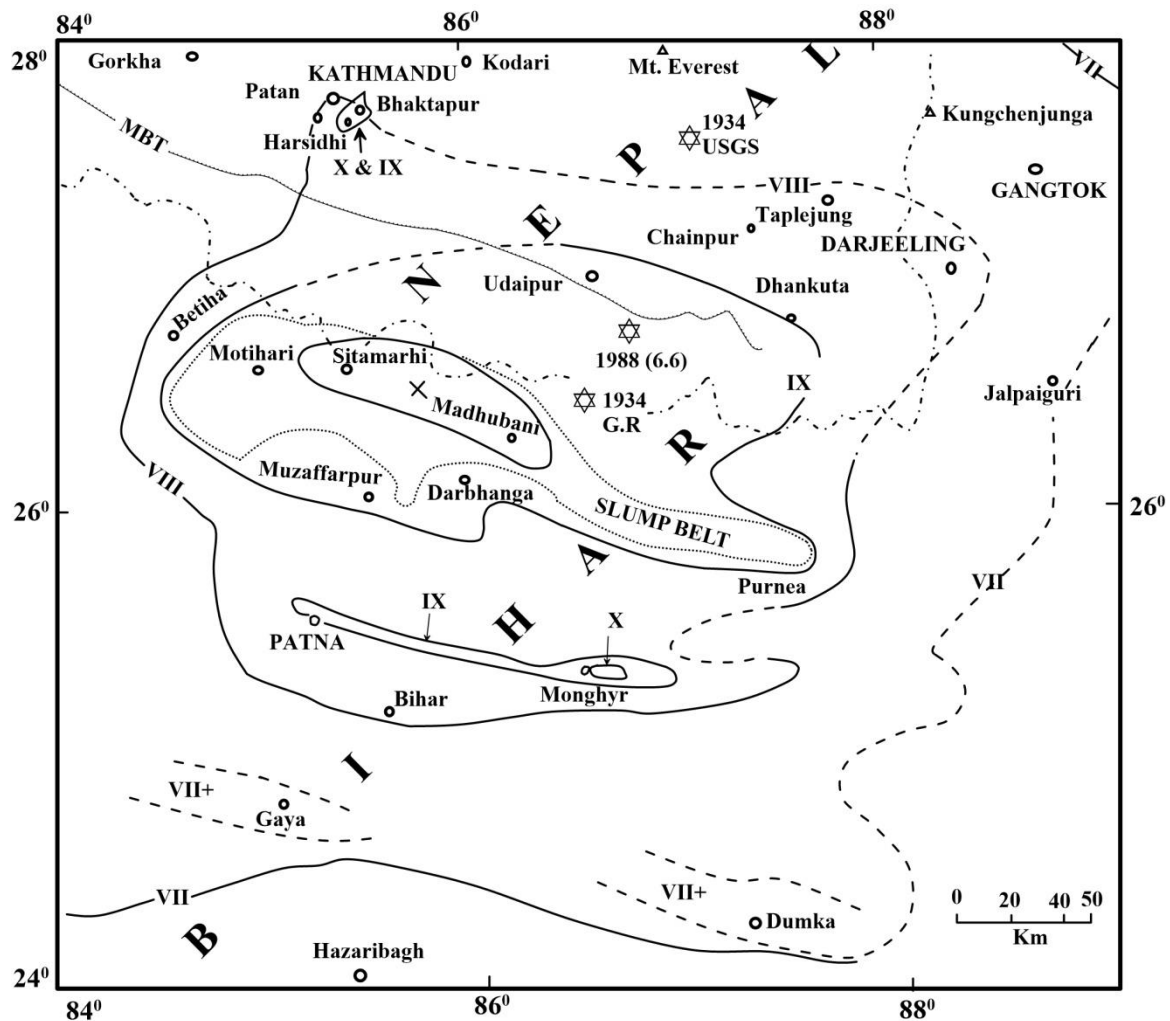 84⁰ 86⁰ 88⁰
28⁰
Gorkha
Kodari
Mt. Everest
VII
KATHMANDU
Patan
Bhaktapur
1934
USGS
Kungchenjunga
MBT
Harsidhi
X & IX
VIII
GANGTOK
Taplejung
Chainpur
DARJEELING
Udaipur
Dhankuta
N E P A L
Betiha
Motihari
Sitamarhi
1988 (6.6)
IX
Jalpaiguri
1934
G.R
Madhubani
VIII
Muzaffarpur
Darbhanga
SLUMP BELT
26⁰ 26⁰
Purnea
VII
IX
X
PATNA
Monghyr
Bihar
VII+
Gaya
VII
VII+
Dumka
B I H A R
Hazaribagh
0 20 40 50
Km
24⁰
84⁰ 86⁰ 88⁰